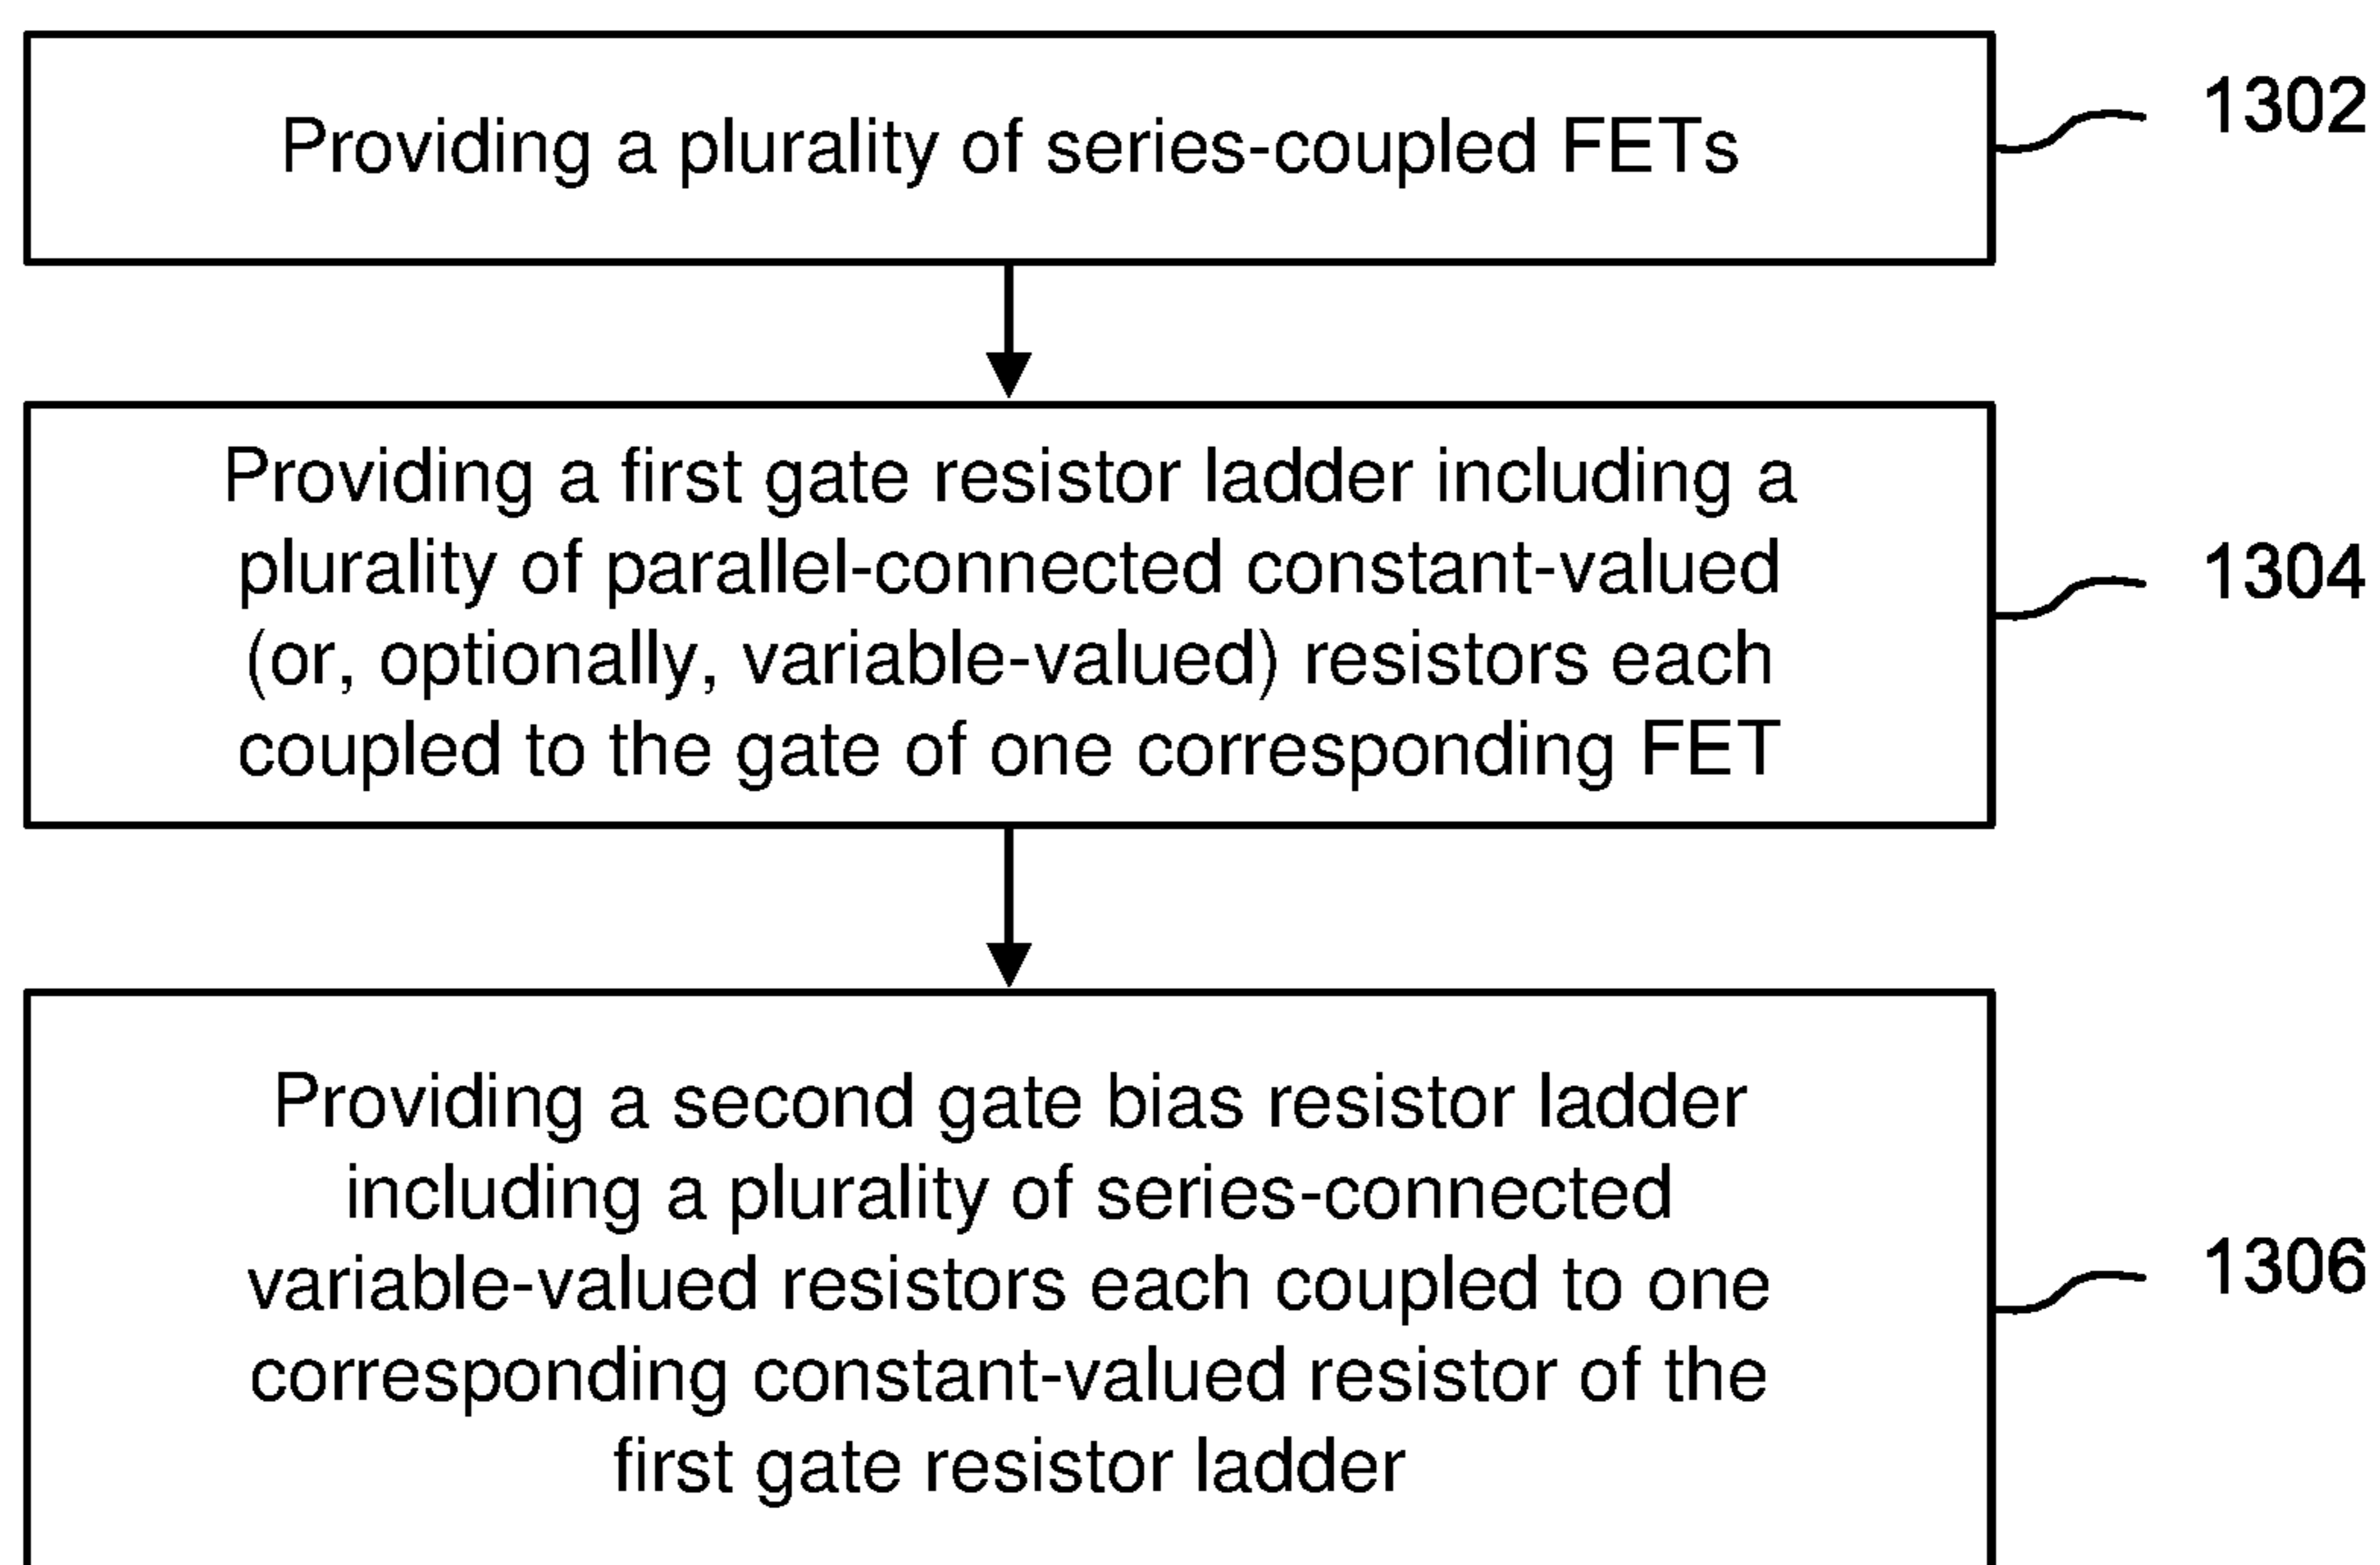 Providing a plurality of series-coupled FETs
1302
Providing a first gate resistor ladder including a
plurality of parallel-connected constant-valued
(or, optionally, variable-valued) resistors each
coupled to the gate of one corresponding FET
1304
Providing a second gate bias resistor ladder
including a plurality of series-connected
variable-valued resistors each coupled to one
corresponding constant-valued resistor of the
first gate resistor ladder
1306